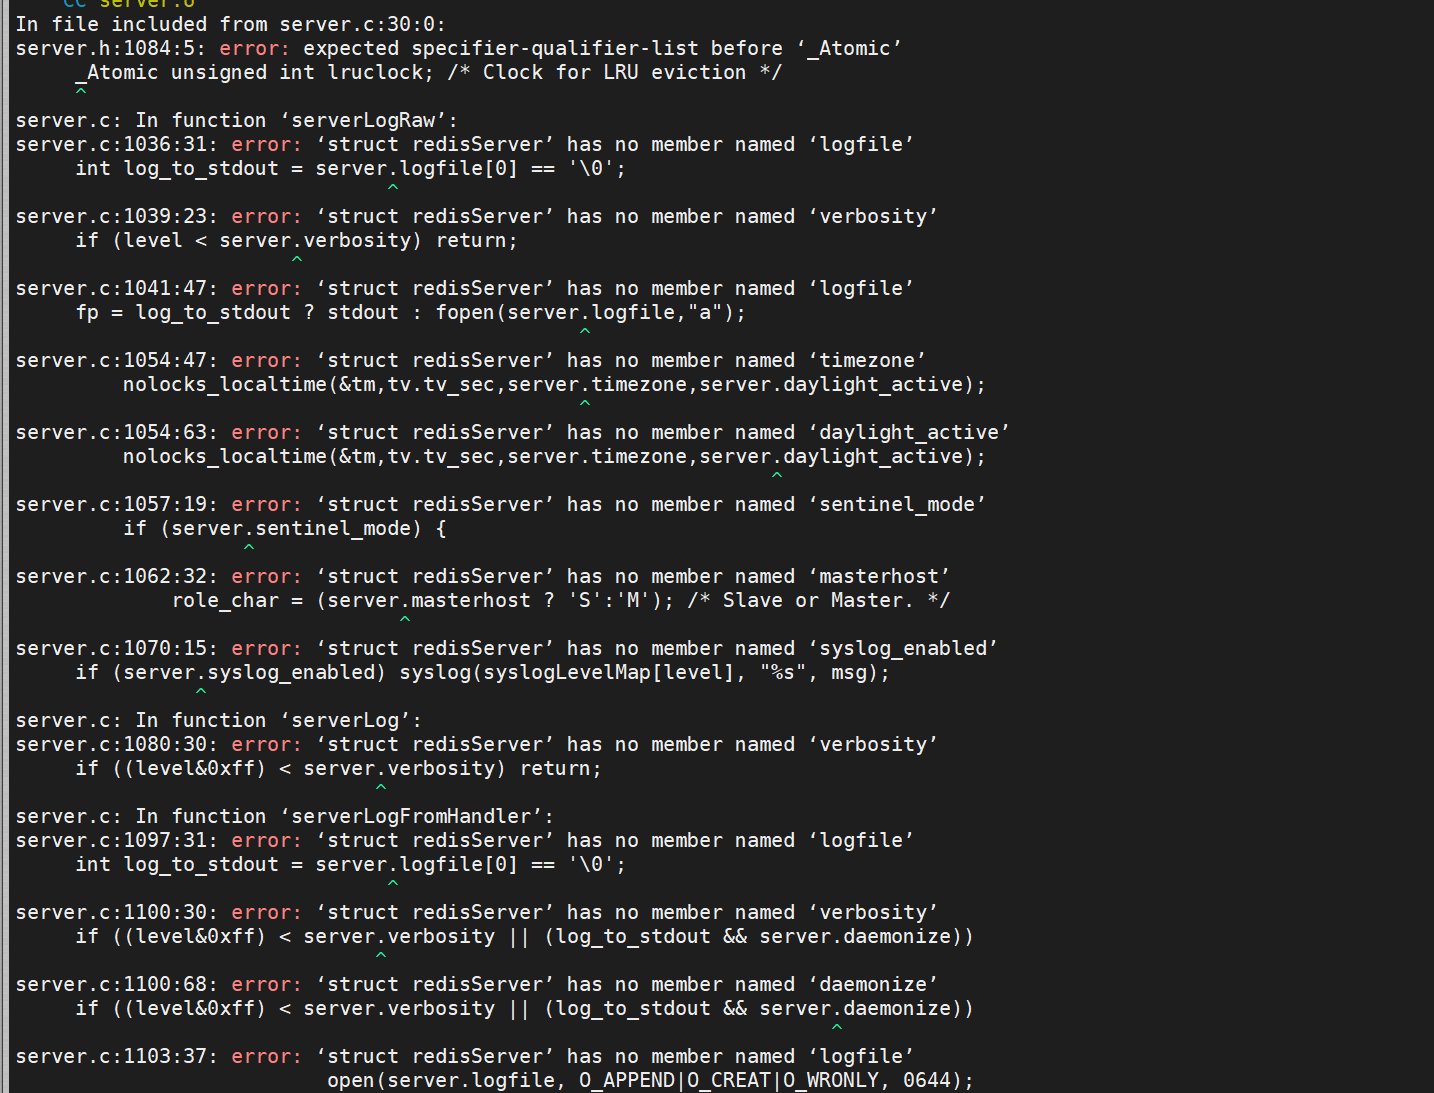 CC server.o
In file included from server.c:30:0:
server.h:1084:5: error: expected specifier-qualifier-list before ‘_Atomic’
     _Atomic unsigned int lruclock; /* Clock for LRU eviction */
     ^
server.c: In function ‘serverLogRaw’:
server.c:1036:31: error: ‘struct redisServer’ has no member named ‘logfile’
     int log_to_stdout = server.logfile[0] == '\0';
                               ^
server.c:1039:23: error: ‘struct redisServer’ has no member named ‘verbosity’
     if (level < server.verbosity) return;
                       ^
server.c:1041:47: error: ‘struct redisServer’ has no member named ‘logfile’
     fp = log_to_stdout ? stdout : fopen(server.logfile,"a");
                                               ^
server.c:1054:47: error: ‘struct redisServer’ has no member named ‘timezone’
         nolocks_localtime(&tm,tv.tv_sec,server.timezone,server.daylight_active);
                                               ^
server.c:1054:63: error: ‘struct redisServer’ has no member named ‘daylight_active’
         nolocks_localtime(&tm,tv.tv_sec,server.timezone,server.daylight_active);
                                                               ^
server.c:1057:19: error: ‘struct redisServer’ has no member named ‘sentinel_mode’
         if (server.sentinel_mode) {
                   ^
server.c:1062:32: error: ‘struct redisServer’ has no member named ‘masterhost’
             role_char = (server.masterhost ? 'S':'M'); /* Slave or Master. */
                                ^
server.c:1070:15: error: ‘struct redisServer’ has no member named ‘syslog_enabled’
     if (server.syslog_enabled) syslog(syslogLevelMap[level], "%s", msg);
               ^
server.c: In function ‘serverLog’:
server.c:1080:30: error: ‘struct redisServer’ has no member named ‘verbosity’
     if ((level&0xff) < server.verbosity) return;
                              ^
server.c: In function ‘serverLogFromHandler’:
server.c:1097:31: error: ‘struct redisServer’ has no member named ‘logfile’
     int log_to_stdout = server.logfile[0] == '\0';
                               ^
server.c:1100:30: error: ‘struct redisServer’ has no member named ‘verbosity’
     if ((level&0xff) < server.verbosity || (log_to_stdout && server.daemonize))
                              ^
server.c:1100:68: error: ‘struct redisServer’ has no member named ‘daemonize’
     if ((level&0xff) < server.verbosity || (log_to_stdout && server.daemonize))
                                                                    ^
server.c:1103:37: error: ‘struct redisServer’ has no member named ‘logfile’
                          open(server.logfile, O_APPEND|O_CREAT|O_WRONLY, 0644);